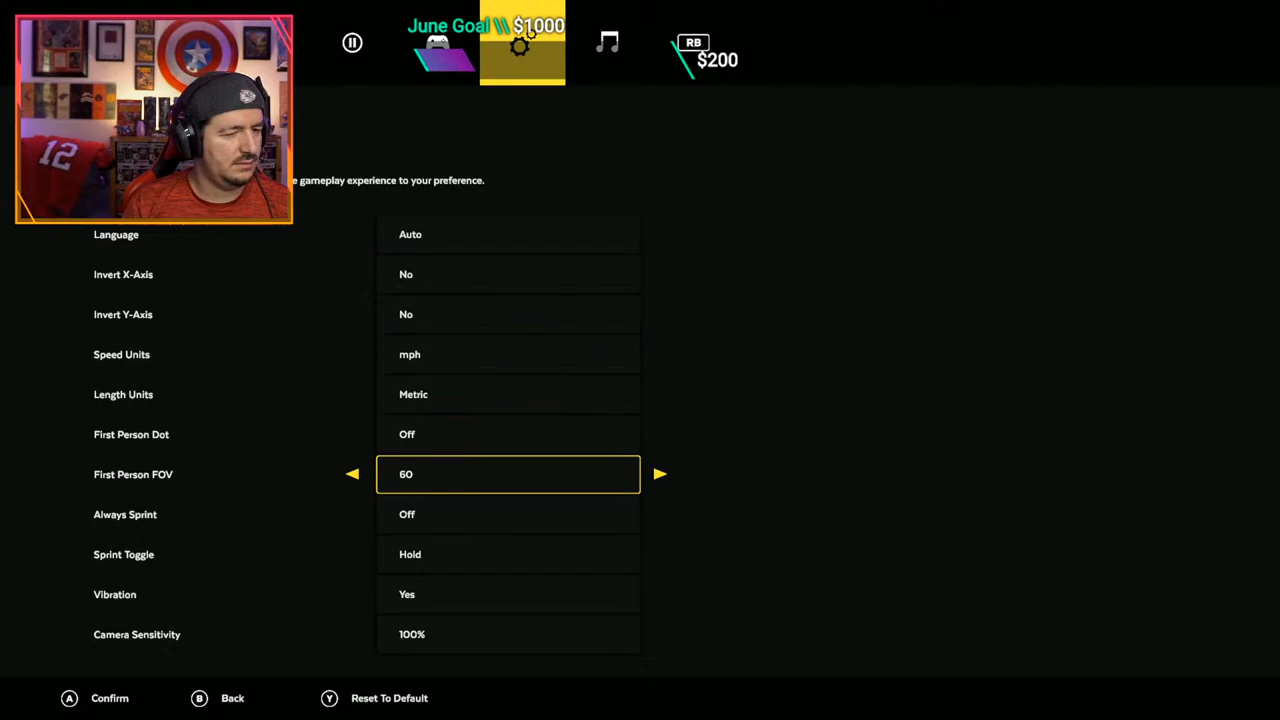 June Goal \\ $1000
RB
$200
12
e gameplay experience to your preference.
Language Auto
Invert X-Axis No
Invert Y-Axis No
Speed Units mph
Length Units Metric
First Person Dot Off
First Person FOV 60
Always Sprint Off
Sprint Toggle Hold
Vibration Yes
Camera Sensitivity 100%
A Confirm B Back Y Reset To Default